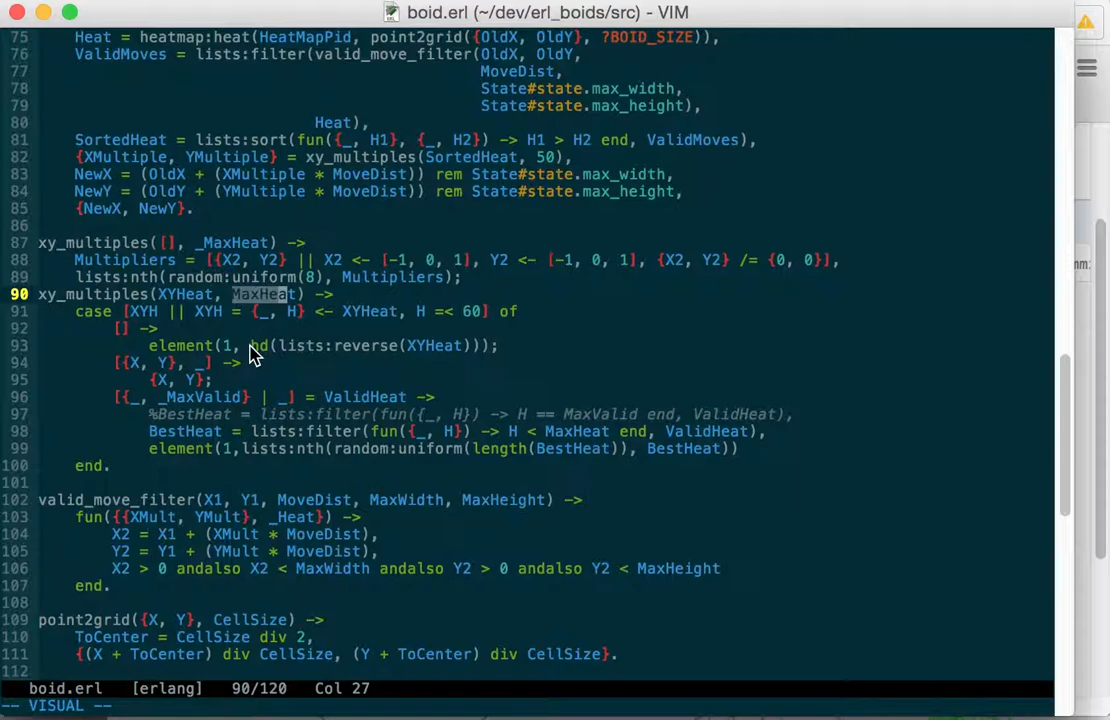 boid.erl (~/dev/erl_boids/src) - VIM
75 Heat = heatmap:heat(HeatMapPid, point2grid({OldX, OldY}, ?BOID_SIZE)),
76 ValidMoves = lists:filter(valid_move_filter(OldX, OldY,
77 MoveDist,
78 State#state.max_width,
79 State#state.max_height),
80 Heat),
81 SortedHeat = lists:sort(fun({_, H1}, {_, H2}) -> H1 > H2 end, ValidMoves),
82 {XMultiple, YMultiple} = xy_multiples(SortedHeat, 50),
83 NewX = (OldX + (XMultiple * MoveDist)) rem State#state.max_width,
84 NewY = (OldY + (YMultiple * MoveDist)) rem State#state.max_height,
85 {NewX, NewY}.
86
87 xy_multiples([], _MaxHeat) ->
88 Multipliers = [{X2, Y2} || X2 <- [-1, 0, 1], Y2 <- [-1, 0, 1], {X2, Y2} /= {0, 0}],
89 lists:nth(random:uniform(8), Multipliers);
90 xy_multiples(XYHeat, MaxHeat) ->
91 case [XYH || XYH = {_, H} <- XYHeat, H =< 60] of
92 [] ->
93 element(1, hd(lists:reverse(XYHeat)));
94 [{X, Y}, _] ->
95 {X, Y};
96 [{_, _MaxValid} | _] = ValidHeat ->
97 %BestHeat = lists:filter(fun({_, H}) -> H == MaxValid end, ValidHeat),
98 BestHeat = lists:filter(fun({_, H}) -> H < MaxHeat end, ValidHeat),
99 element(1,lists:nth(random:uniform(length(BestHeat)), BestHeat))
100 end.
101
102 valid_move_filter(X1, Y1, MoveDist, MaxWidth, MaxHeight) ->
103 fun({{XMult, YMult}, _Heat}) ->
104 X2 = X1 + (XMult * MoveDist),
105 Y2 = Y1 + (YMult * MoveDist),
106 X2 > 0 andalso X2 < MaxWidth andalso Y2 > 0 andalso Y2 < MaxHeight
107 end.
108
109 point2grid({X, Y}, CellSize) ->
110 ToCenter = CellSize div 2,
111 {(X + ToCenter) div CellSize, (Y + ToCenter) div CellSize}.
112
boid.erl [erlang] 90/120 Col 27
-- VISUAL --